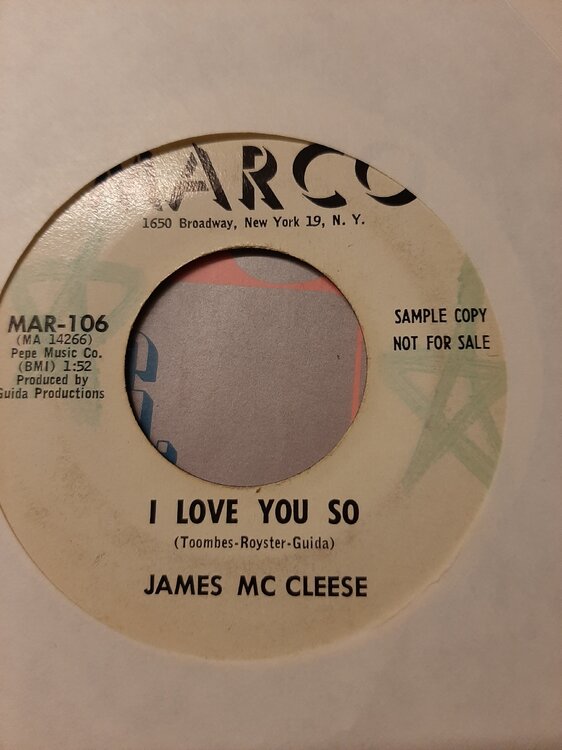 MARCO
1650 Broadway, New York 19, N. Y.
MAR-106
(MA 14266)
Pepe Music Co.
(BMI) 1:52
Produced by
Guida Productions
SAMPLE COPY
NOT FOR SALE
I LOVE YOU SO
(Toombes-Royster-Guida)
JAMES MC CLEESE